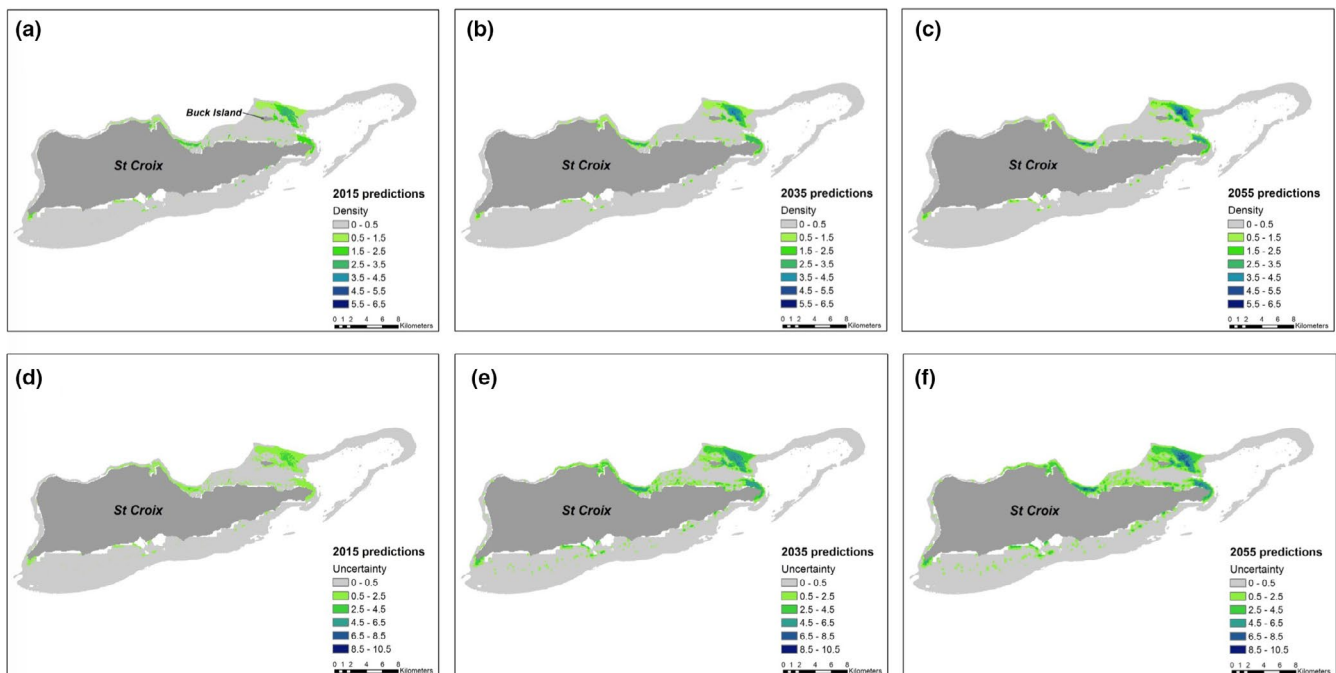 (a)
Buck Island
St Croix
2015 predictions
Density
0 - 0.5
0.5 - 1.5
1.5 - 2.5
2.5 - 3.5
3.5 - 4.5
4.5 - 5.5
5.5 - 6.5
0 1 2 4 6 8
Kilometers
(b)
St Croix
2035 predictions
Density
0 - 0.5
0.5 - 1.5
1.5 - 2.5
2.5 - 3.5
3.5 - 4.5
4.5 - 5.5
5.5 - 6.5
0 1 2 4 6 8
Kilometers
(c)
St Croix
2055 predictions
Density
0 - 0.5
0.5 - 1.5
1.5 - 2.5
2.5 - 3.5
3.5 - 4.5
4.5 - 5.5
5.5 - 6.5
0 1 2 4 6 8
Kilometers
(d)
St Croix
2015 predictions
Uncertainty
0 - 0.5
0.5 - 2.5
2.5 - 4.5
4.5 - 6.5
6.5 - 8.5
8.5 - 10.5
0 1 2 4 6 8
Kilometers
(e)
St Croix
2035 predictions
Uncertainty
0 - 0.5
0.5 - 2.5
2.5 - 4.5
4.5 - 6.5
6.5 - 8.5
8.5 - 10.5
0 1 2 4 6 8
Kilometers
(f)
St Croix
2055 predictions
Uncertainty
0 - 0.5
0.5 - 2.5
2.5 - 4.5
4.5 - 6.5
6.5 - 8.5
8.5 - 10.5
0 1 2 4 6 8
Kilometers